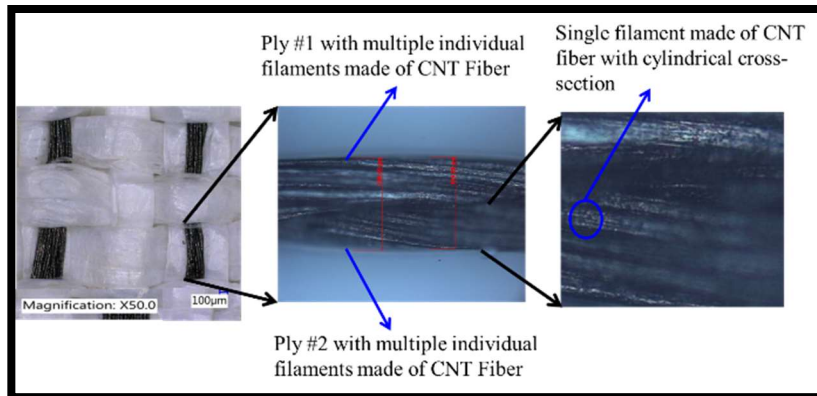 Ply #1 with multiple individual
filaments made of CNT Fiber
Single filament made of CNT
fiber with cylindrical cross-
section
Magnification: X50.0
100µm
Ply #2 with multiple individual
filaments made of CNT Fiber